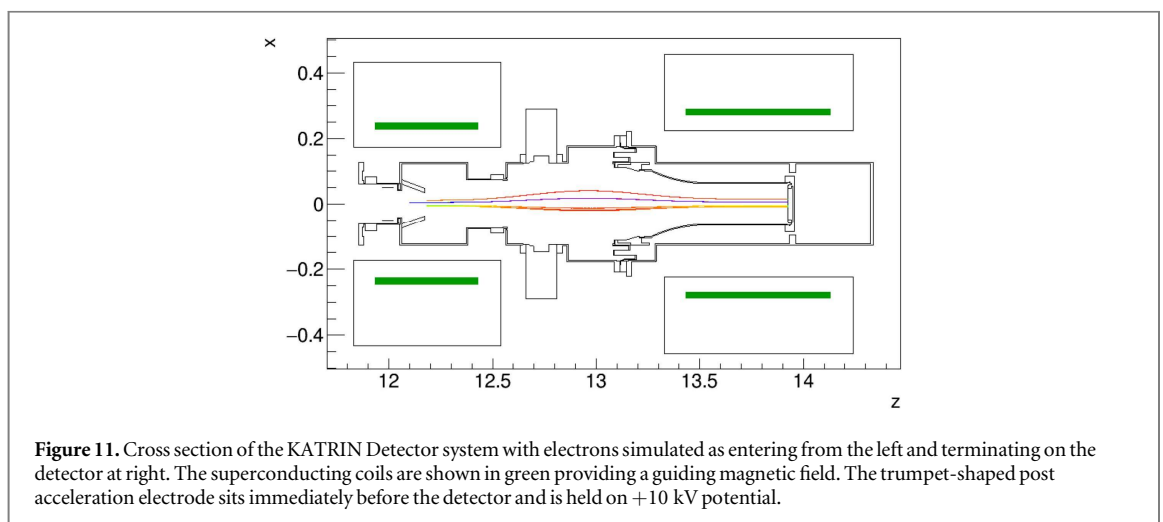 x
0.4
0.2
0
−0.2
−0.4
12 12.5 13 13.5 14
z
Figure 11. Cross section of the KATRIN Detector system with electrons simulated as entering from the left and terminating on the
detector at right. The superconducting coils are shown in green providing a guiding magnetic field. The trumpet-shaped post
acceleration electrode sits immediately before the detector and is held on +10 kV potential.